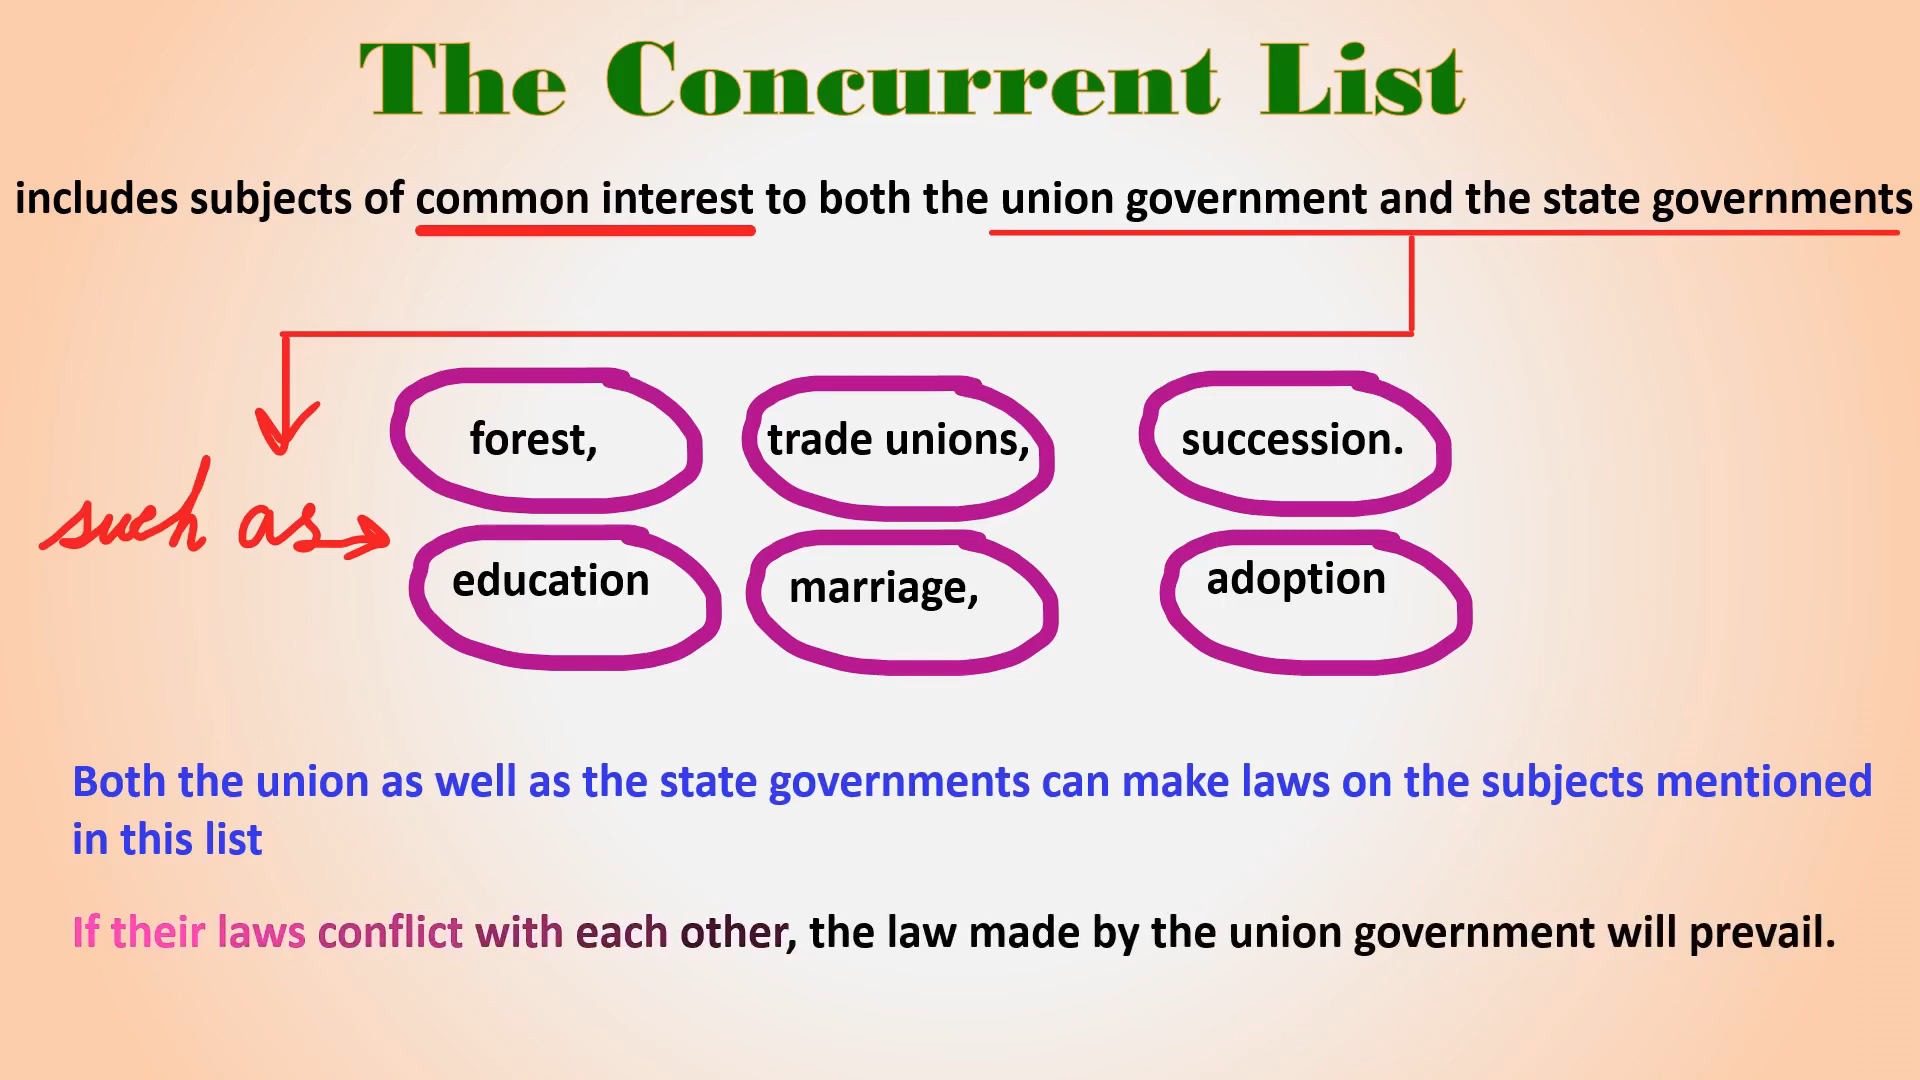 The Concurrent List
includes subjects of common interest to both the union government and the state governments
forest, trade unions, succession.
such as
education marriage, adoption
Both the union as well as the state governments can make laws on the subjects mentioned
in this list
If their laws conflict with each other, the law made by the union government will prevail.